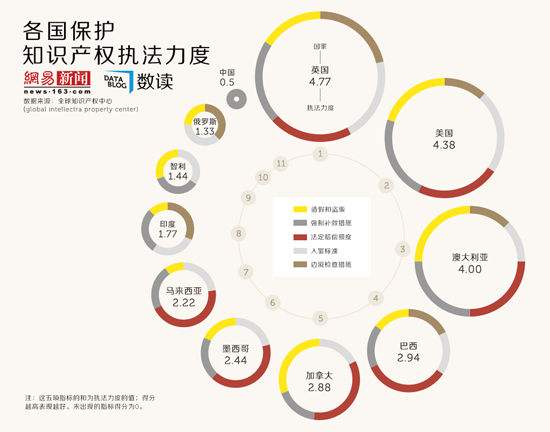 各国保护
知识产权执法力度
網易 新闻
news·163·com
DATA
BLOG
数读
数据来源：全球知识产权中心
(global intellectra property center)
中国
0.5
国家
英国
4.77
执法力度
美国
4.38
澳大利亚
4.00
巴西
2.94
加拿大
2.88
墨西哥
2.44
马来西亚
2.22
印度
1.77
智利
1.44
俄罗斯
1.33
1
2
3
4
5
6
7
8
9
10
11
造假和盗版
强制补救措施
法定赔偿额度
入狱标准
边境检查措施
注：这五项指标的和为执法力度的值；得分
越高表现越好。未出现的指标得分为0。